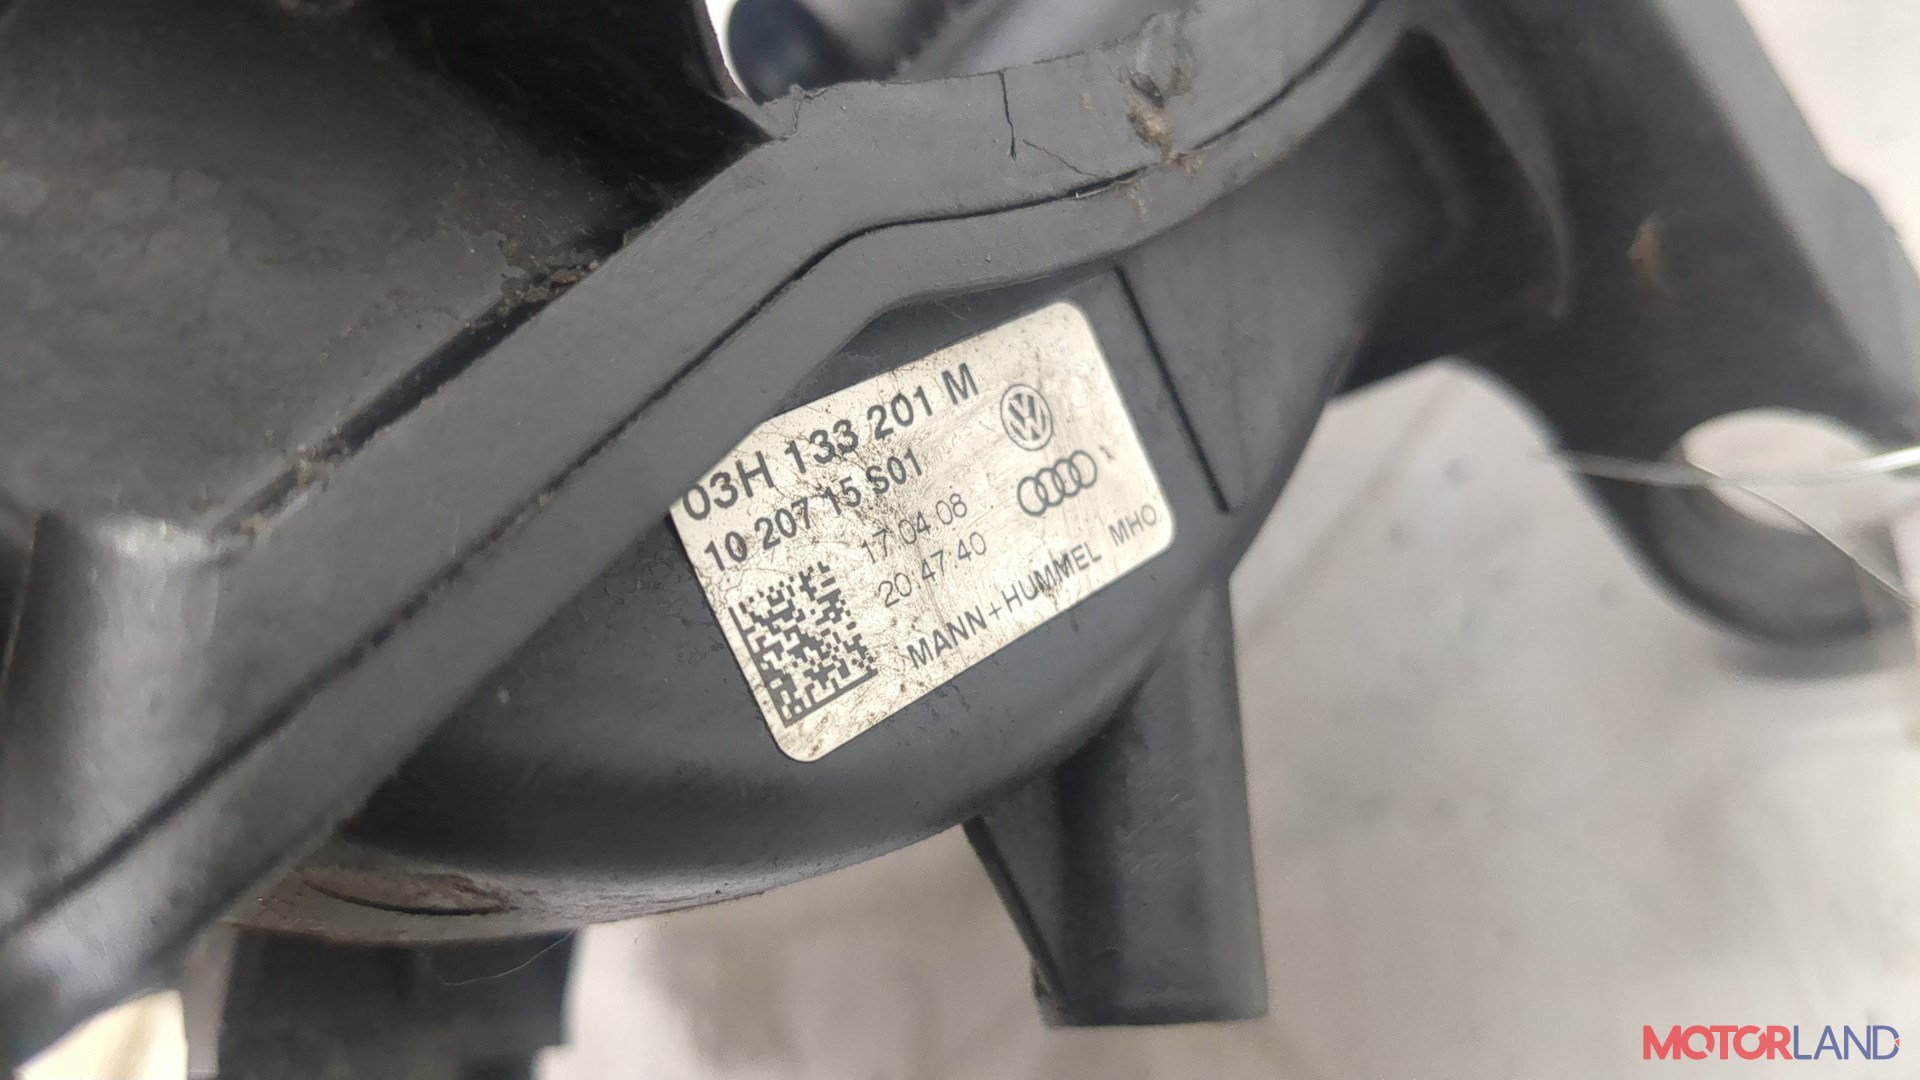 03H 133 201 M
10 207 15 S01
17 04 08
20:47:40
MANN+HUMMEL MHO
MOTORLAND